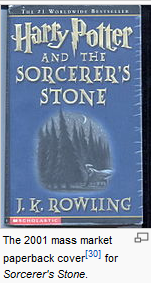 THE #1 WORLDWIDE BESTSELLER
Harry Potter
AND THE
SORCERER'S
STONE
J. K. ROWLING
SCHOLASTIC
The 2001 mass market
paperback cover[30] for
Sorcerer's Stone.